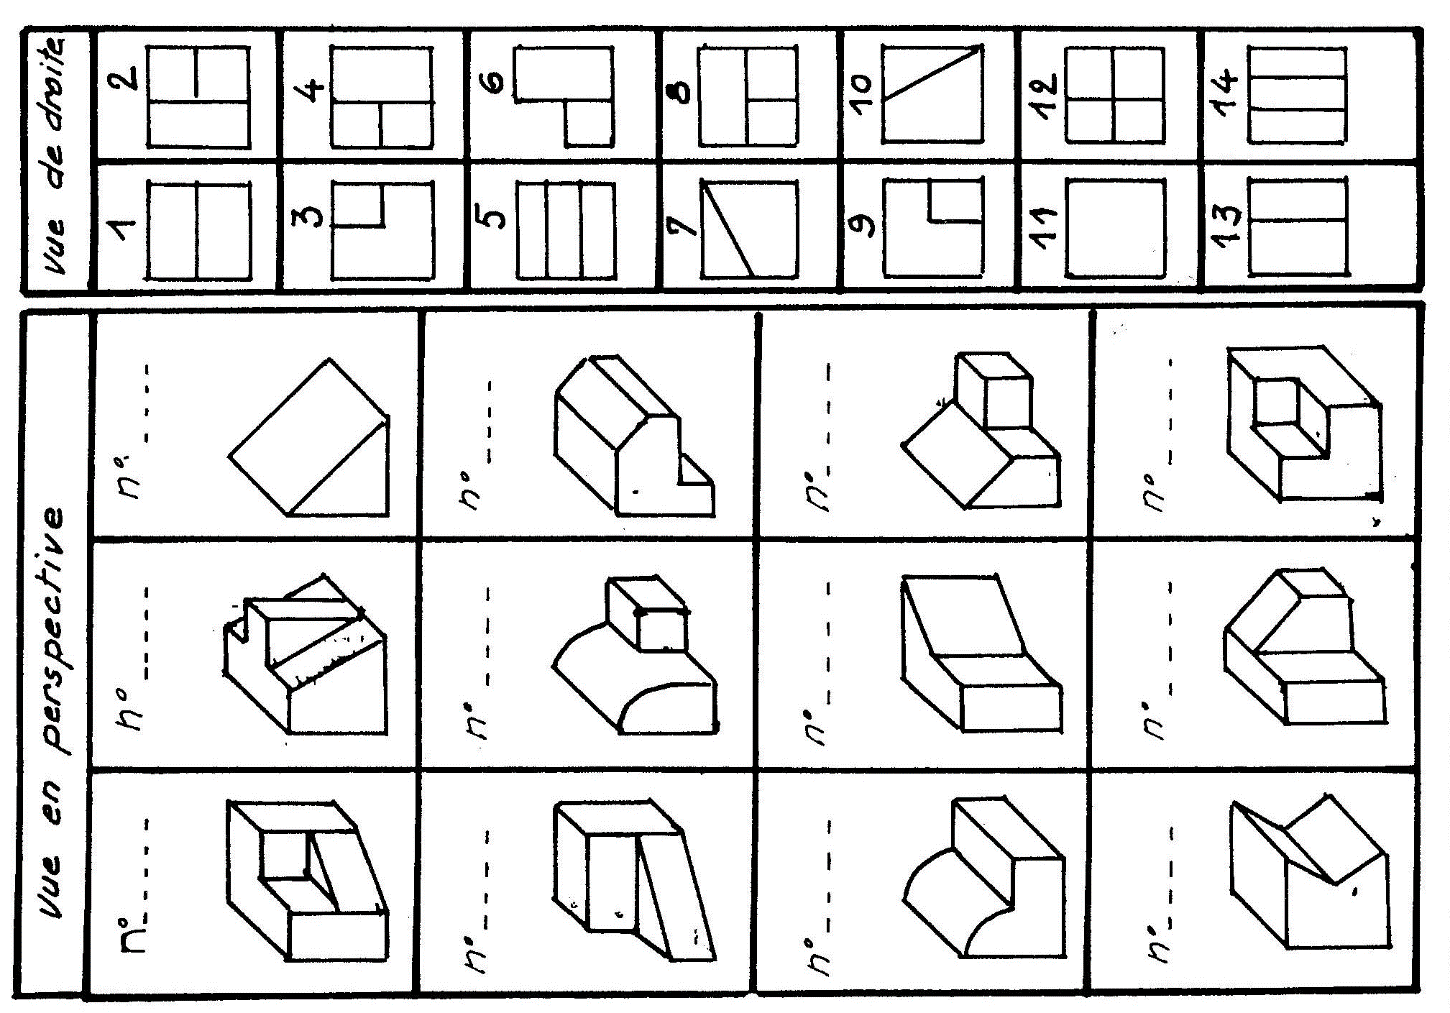 Vue en perspective
n°.....
n°.....
n°.....
n°----
n°----
n°----
n°----
n°----
n°----
n°----
n°----
n°----
Vue de droite
1
2
3
4
5
6
7
8
9
10
11
12
13
14